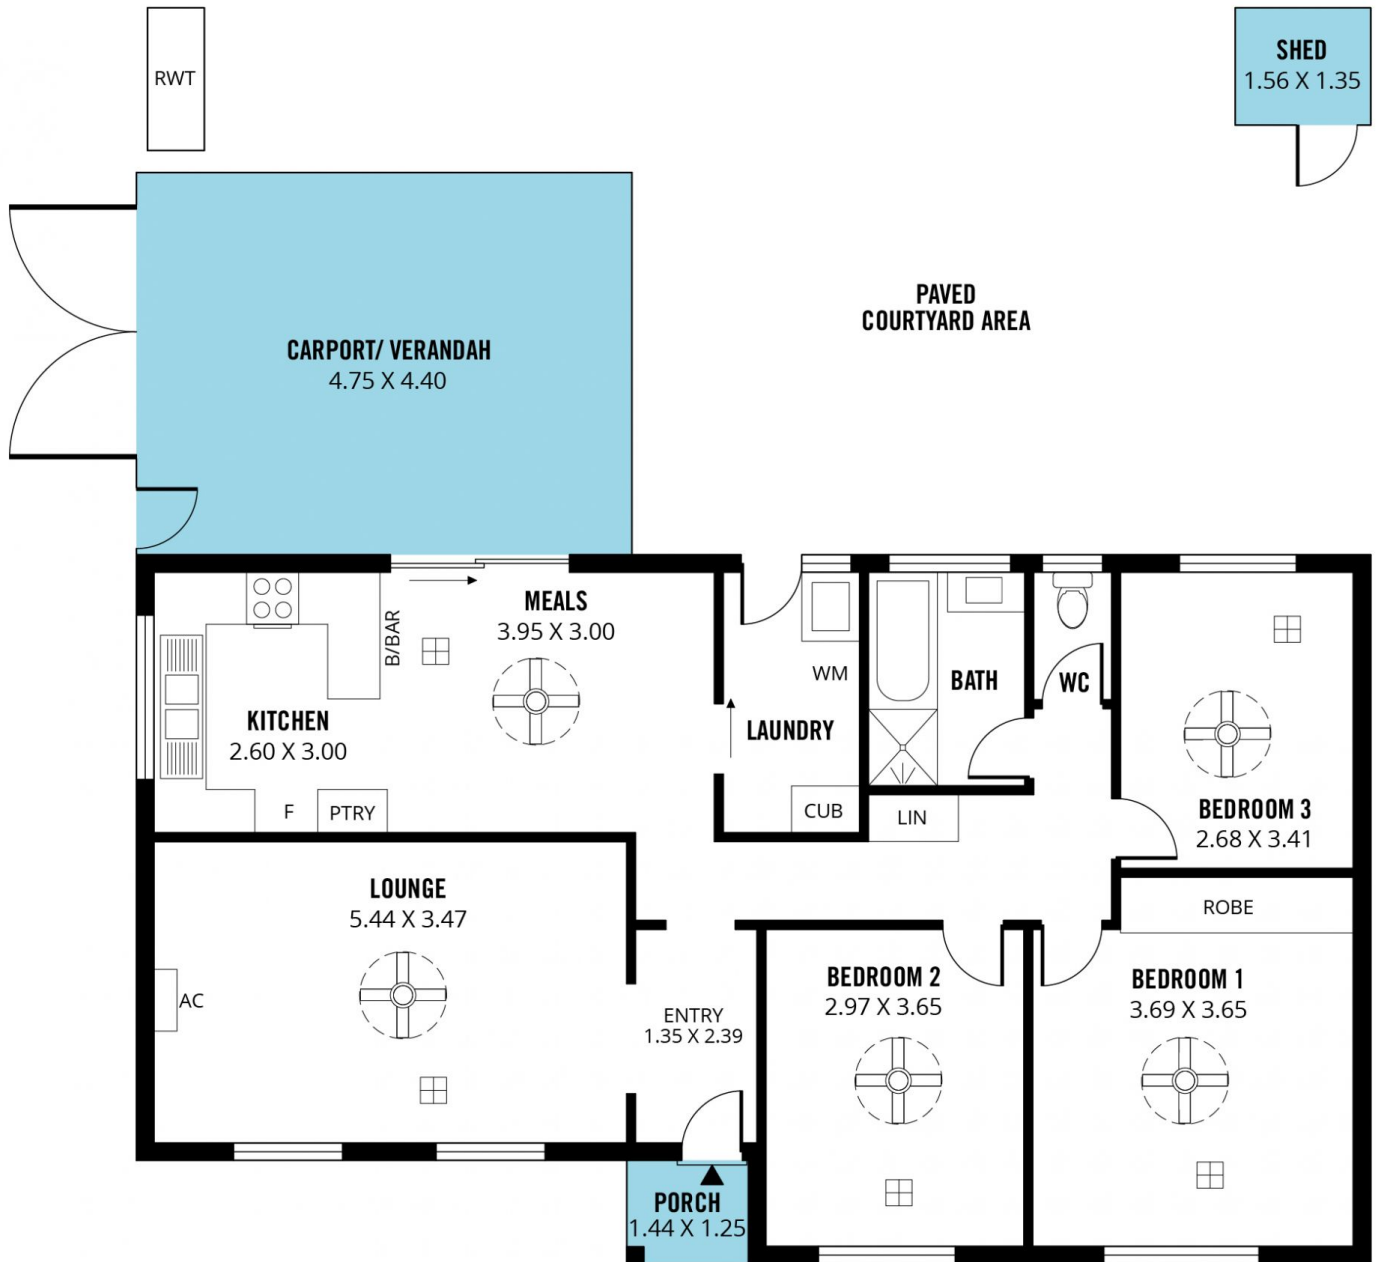 RWT
SHED
1.56 X 1.35
PAVED
COURTYARD AREA
CARPORT/ VERANDAH
4.75 X 4.40
MEALS
3.95 X 3.00
B/BAR
KITCHEN
2.60 X 3.00
F
PTRY
WM
LAUNDRY
CUB
BATH
WC
LIN
BEDROOM 3
2.68 X 3.41
LOUNGE
5.44 X 3.47
AC
ENTRY
1.35 X 2.39
BEDROOM 2
2.97 X 3.65
ROBE
BEDROOM 1
3.69 X 3.65
PORCH
1.44 X 1.25